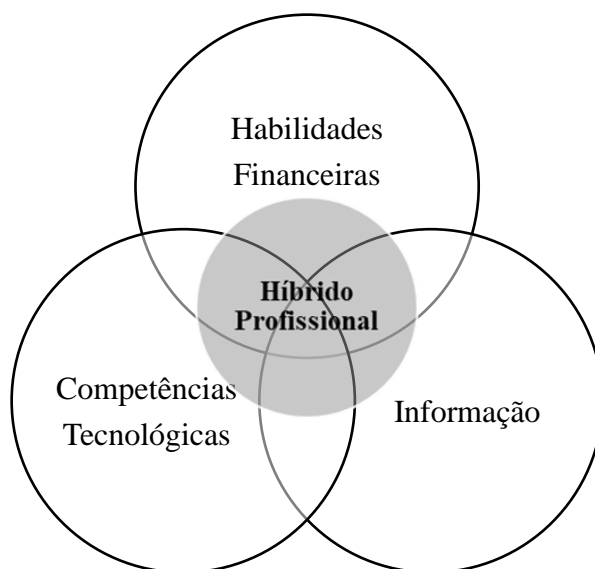 Habilidades
Financeiras
Híbrido
Profissional
Competências
Tecnológicas
Informação